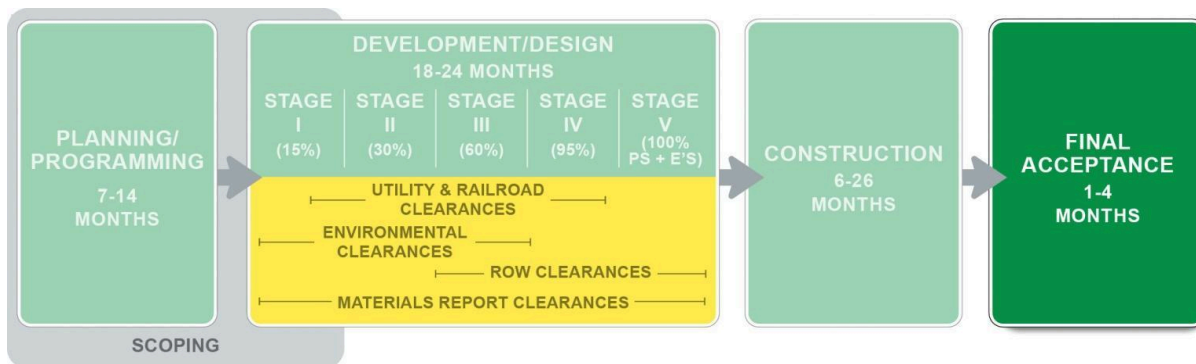 PLANNING/
PROGRAMMING
7-14
MONTHS
SCOPING
DEVELOPMENT/DESIGN
18-24 MONTHS
STAGE
I
(15%)
STAGE
II
(30%)
STAGE
III
(60%)
STAGE
IV
(95%)
STAGE
V
(100%
PS + E'S)
UTILITY & RAILROAD
CLEARANCES
ENVIRONMENTAL
CLEARANCES
ROW CLEARANCES
MATERIALS REPORT CLEARANCES
CONSTRUCTION
6-26
MONTHS
FINAL
ACCEPTANCE
1-4
MONTHS